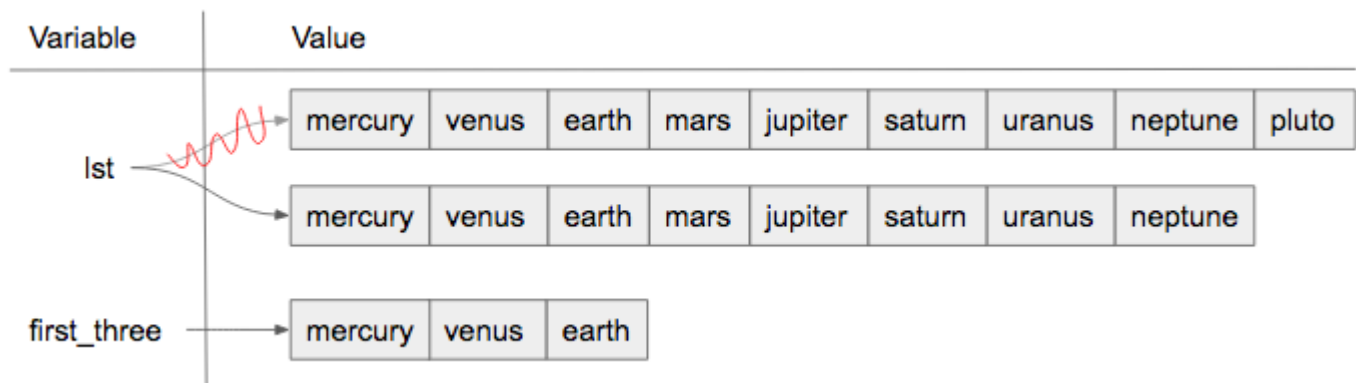 Variable Value
mercury venus earth mars jupiter saturn uranus neptune pluto
lst
mercury venus earth mars jupiter saturn uranus neptune
first_three mercury venus earth